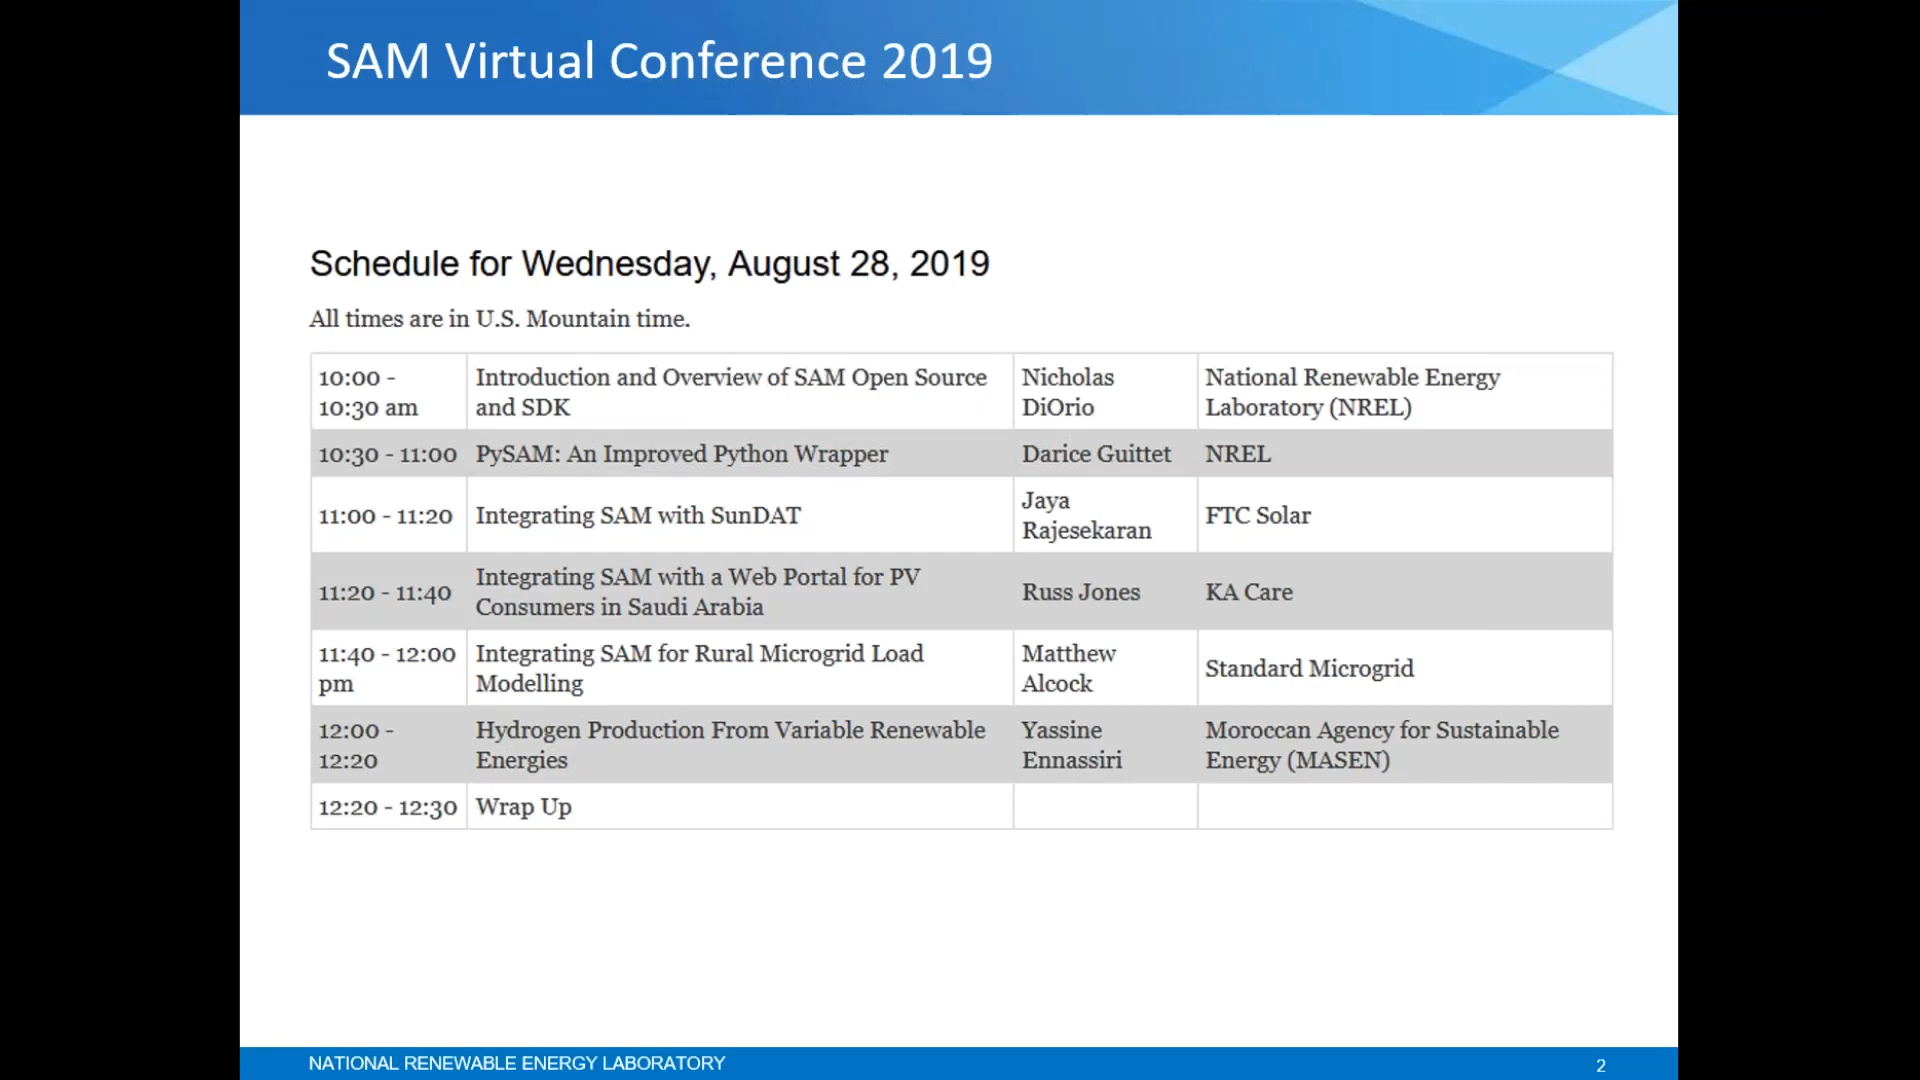 SAM Virtual Conference 2019
Schedule for Wednesday, August 28, 2019
All times are in U.S. Mountain time.
10:00 -
10:30 am
Introduction and Overview of SAM Open Source
and SDK
Nicholas
DiOrio
National Renewable Energy
Laboratory (NREL)
10:30 - 11:00
PySAM: An Improved Python Wrapper
Darice Guittet
NREL
11:00 - 11:20
Integrating SAM with SunDAT
Jaya
Rajesekaran
FTC Solar
11:20 - 11:40
Integrating SAM with a Web Portal for PV
Consumers in Saudi Arabia
Russ Jones
KA Care
11:40 - 12:00
pm
Integrating SAM for Rural Microgrid Load
Modelling
Matthew
Alcock
Standard Microgrid
12:00 -
12:20
Hydrogen Production From Variable Renewable
Energies
Yassine
Ennassiri
Moroccan Agency for Sustainable
Energy (MASEN)
12:20 - 12:30
Wrap Up
NATIONAL RENEWABLE ENERGY LABORATORY
2